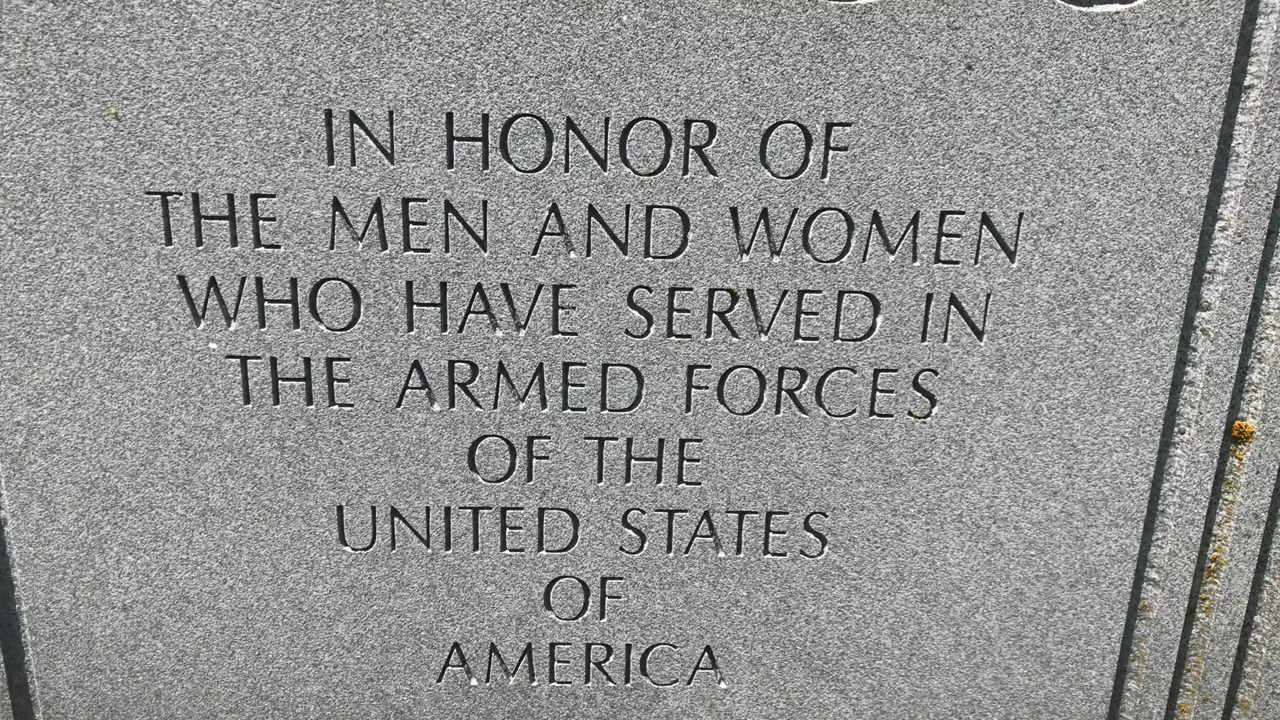 IN HONOR OF
THE MEN AND WOMEN
WHO HAVE SERVED IN
THE ARMED FORCES
OF THE
UNITED STATES
OF
AMERICA